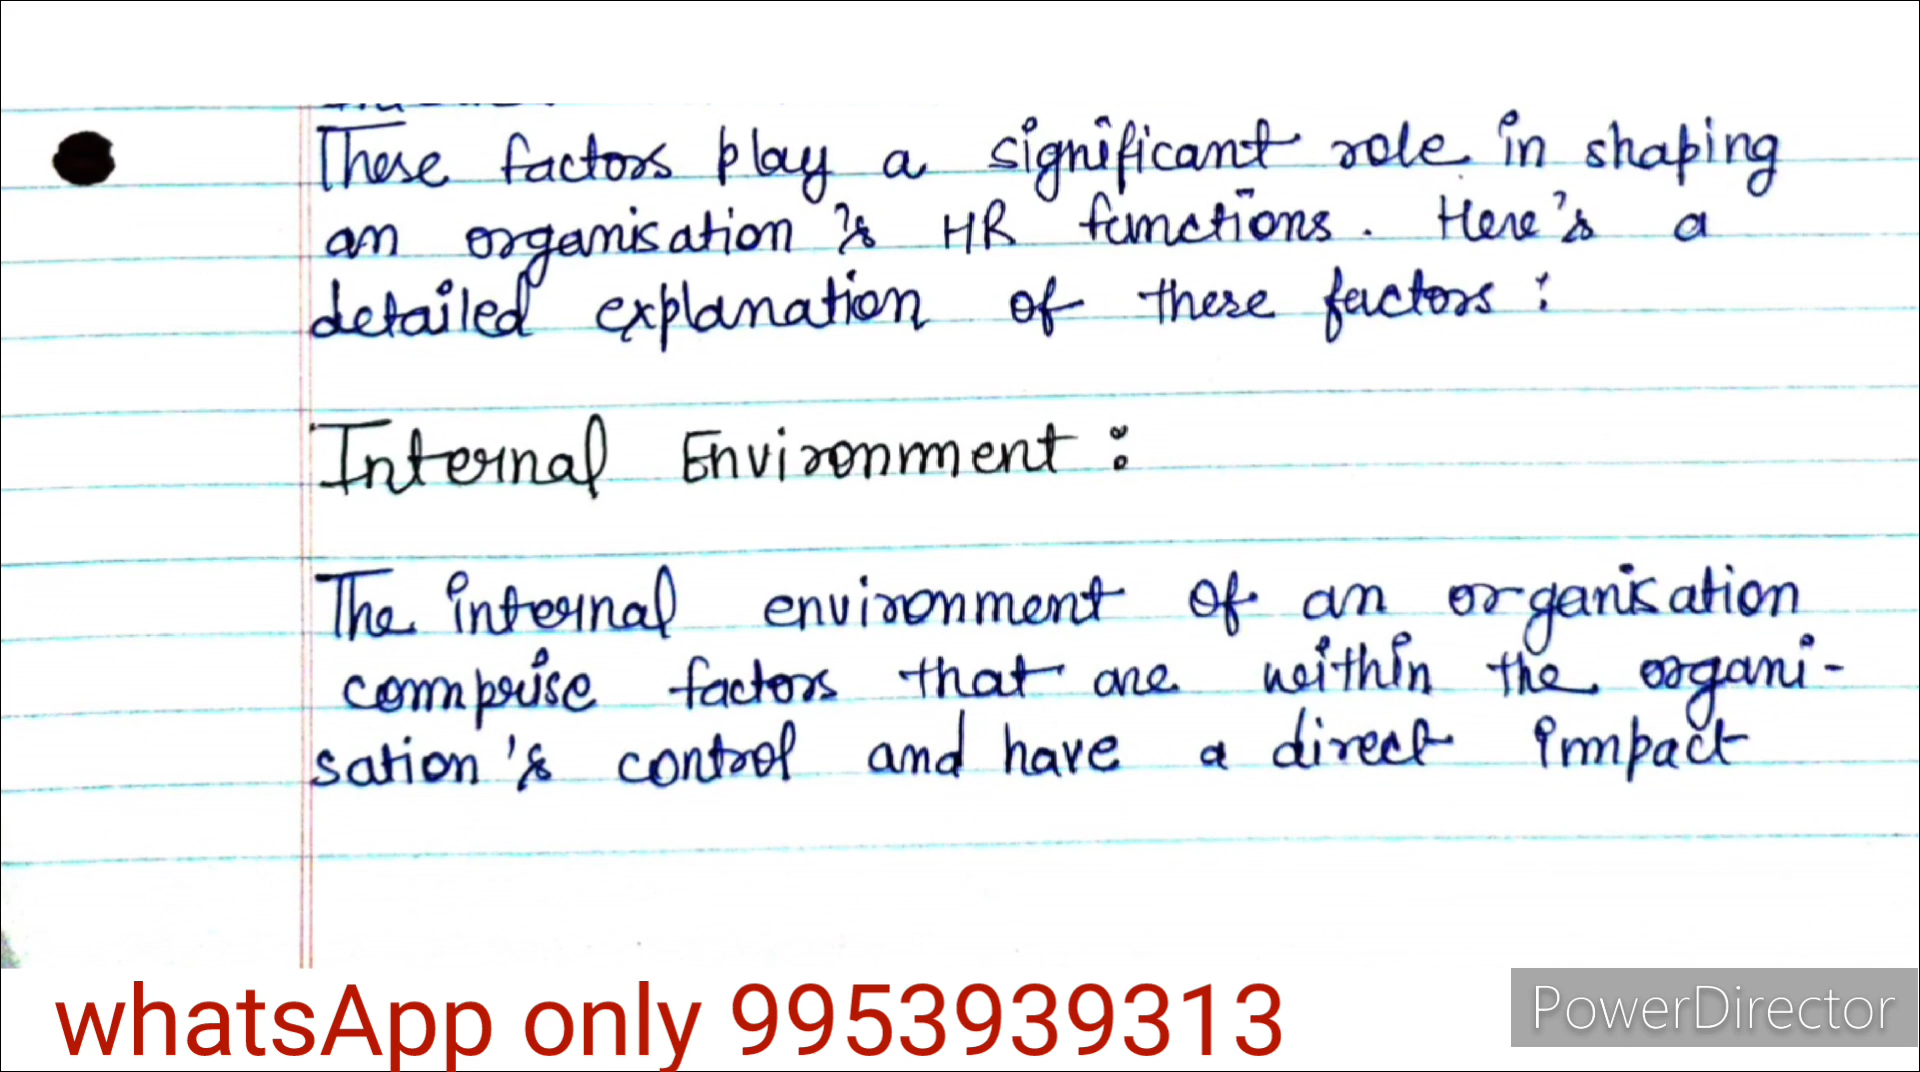 These factors play a significant role in shaping
an organisation's HR functions. Here's a
detailed explanation of these factors:
Internal Environment:
The internal environment of an organisation
comprise factors that are within the organi-
sation's control and have a direct impact
whatsApp only 9953939313
PowerDirector